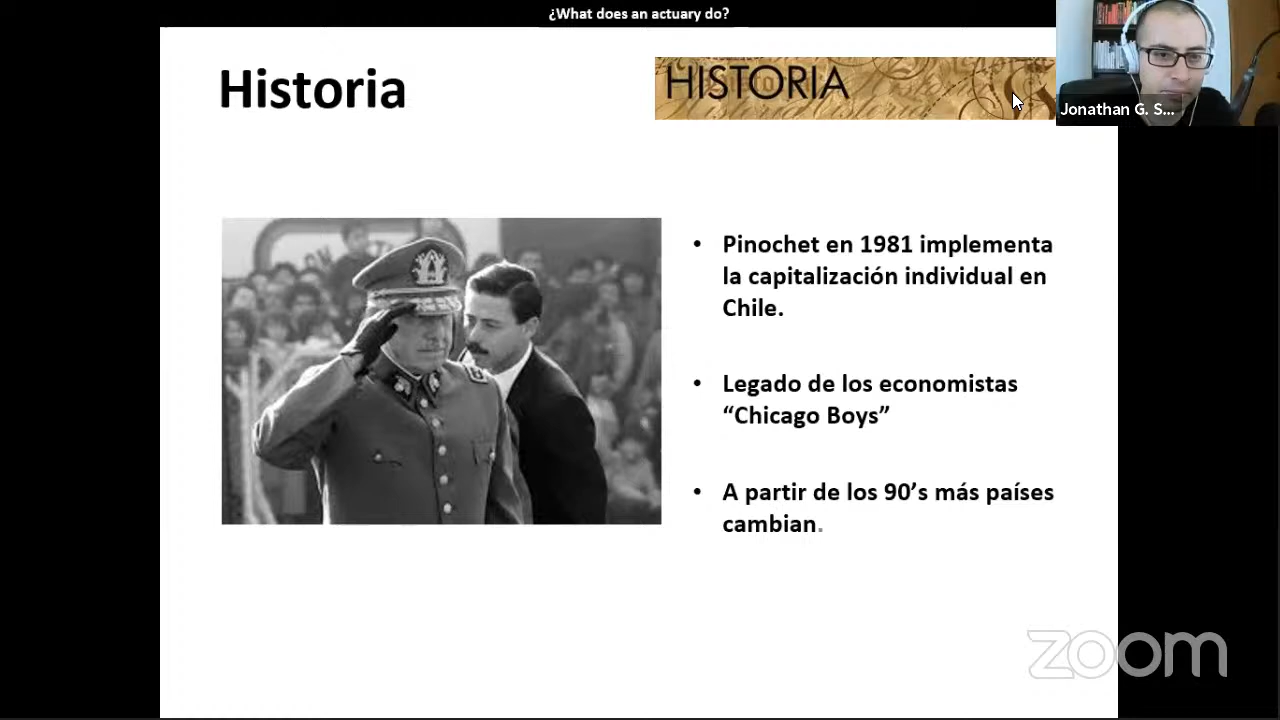 ¿What does an actuary do?
Historia
HISTORIA
Jonathan G. S...
• Pinochet en 1981 implementa
la capitalización individual en
Chile.
• Legado de los economistas
“Chicago Boys”
• A partir de los 90’s más países
cambian.
zoom